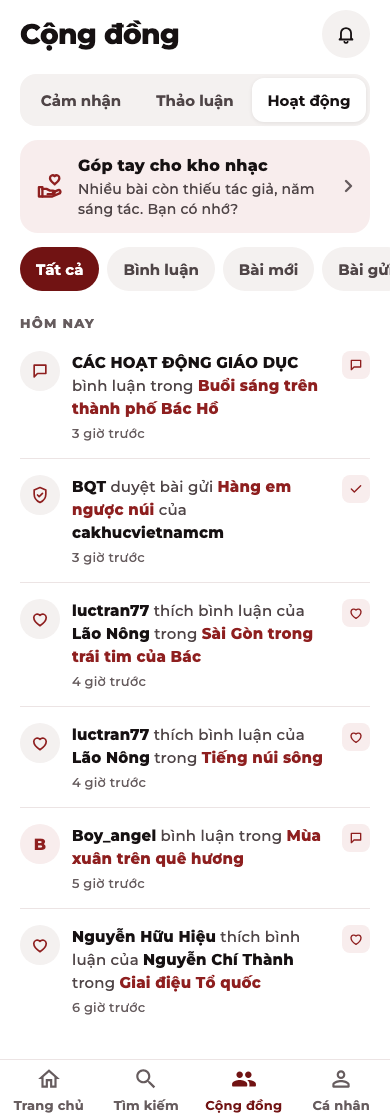 Cộng đồng
Cảm nhận Thảo luận Hoạt động
Góp tay cho kho nhạc
Nhiều bài còn thiếu tác giả, năm
sáng tác. Bạn có nhớ?
Tất cả Bình luận Bài mới Bài gử
HÔM NAY
CÁC HOẠT ĐỘNG GIÁO DỤC
bình luận trong Buổi sáng trên
thành phố Bác Hồ
3 giờ trước
BQT duyệt bài gửi Hàng em
ngược núi của
cakhucvietnamcm
3 giờ trước
luctran77 thích bình luận của
Lão Nông trong Sài Gòn trong
trái tim của Bác
4 giờ trước
luctran77 thích bình luận của
Lão Nông trong Tiếng núi sông
4 giờ trước
B
Boy_angel bình luận trong Mùa
xuân trên quê hương
5 giờ trước
Nguyễn Hữu Hiệu thích bình
luận của Nguyễn Chí Thành
trong Giai điệu Tổ quốc
6 giờ trước
Trang chủ Tìm kiếm Cộng đồng Cá nhân